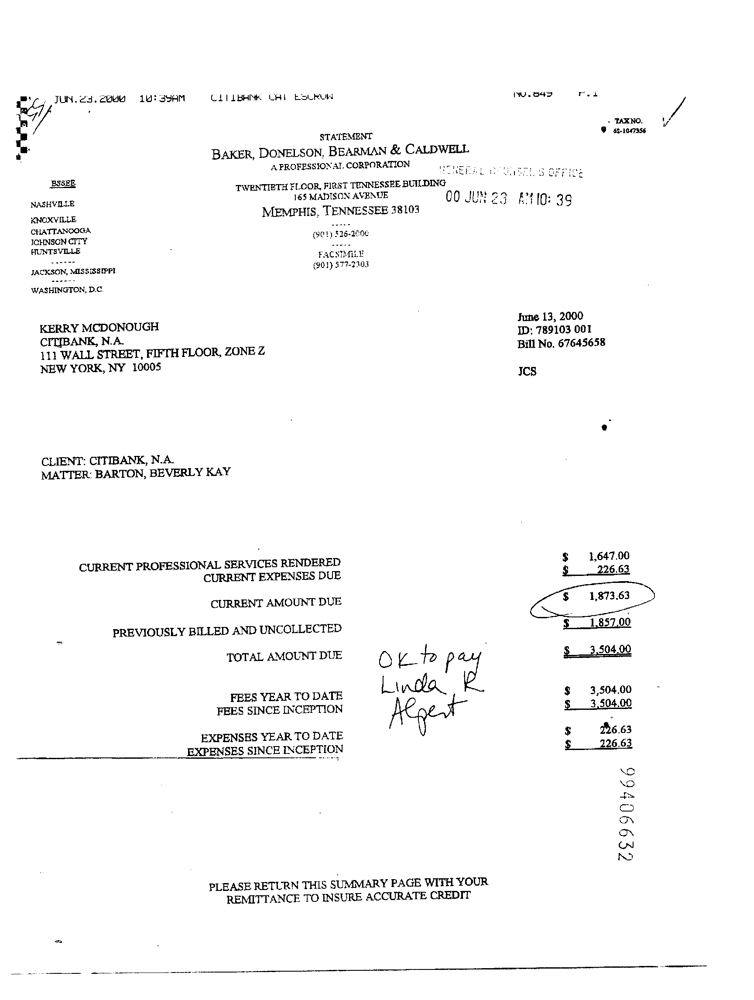 JUN.23.2000 10:39AM CITIBANK CAT ESCROW NO.849 P.1
TAX NO.
62-1047356
STATEMENT
BAKER, DONELSON, BEARMAN & CALDWELL
A PROFESSIONAL CORPORATION
GENERAL COUNSEL'S OFFICE
TWENTIETH FLOOR, FIRST TENNESSEE BUILDING
165 MADISON AVENUE
00 JUN 23 AM 10: 39
MEMPHIS, TENNESSEE 38103
-----
(901) 526-2000
-----
FACSIMILE
(901) 577-2303
NASHVILLE
KNOXVILLE
CHATTANOOGA
JOHNSON CITY
HUNTSVILLE
------
JACKSON, MISSISSIPPI
------
WASHINGTON, D.C.
June 13, 2000
ID: 789103 001
Bill No. 67645658
JCS
KERRY MCDONOUGH
CITIBANK, N.A.
111 WALL STREET, FIFTH FLOOR, ZONE Z
NEW YORK, NY 10005
CLIENT: CITIBANK, N.A.
MATTER: BARTON, BEVERLY KAY
CURRENT PROFESSIONAL SERVICES RENDERED $ 1,647.00
CURRENT EXPENSES DUE $ 226.63
CURRENT AMOUNT DUE $ 1,873.63
PREVIOUSLY BILLED AND UNCOLLECTED $ 1,857.00
TOTAL AMOUNT DUE $ 3,504.00
OK to pay
Linda R
Alpert
FEES YEAR TO DATE $ 3,504.00
FEES SINCE INCEPTION $ 3,504.00
EXPENSES YEAR TO DATE $ 226.63
EXPENSES SINCE INCEPTION $ 226.63
99406632
PLEASE RETURN THIS SUMMARY PAGE WITH YOUR
REMITTANCE TO INSURE ACCURATE CREDIT